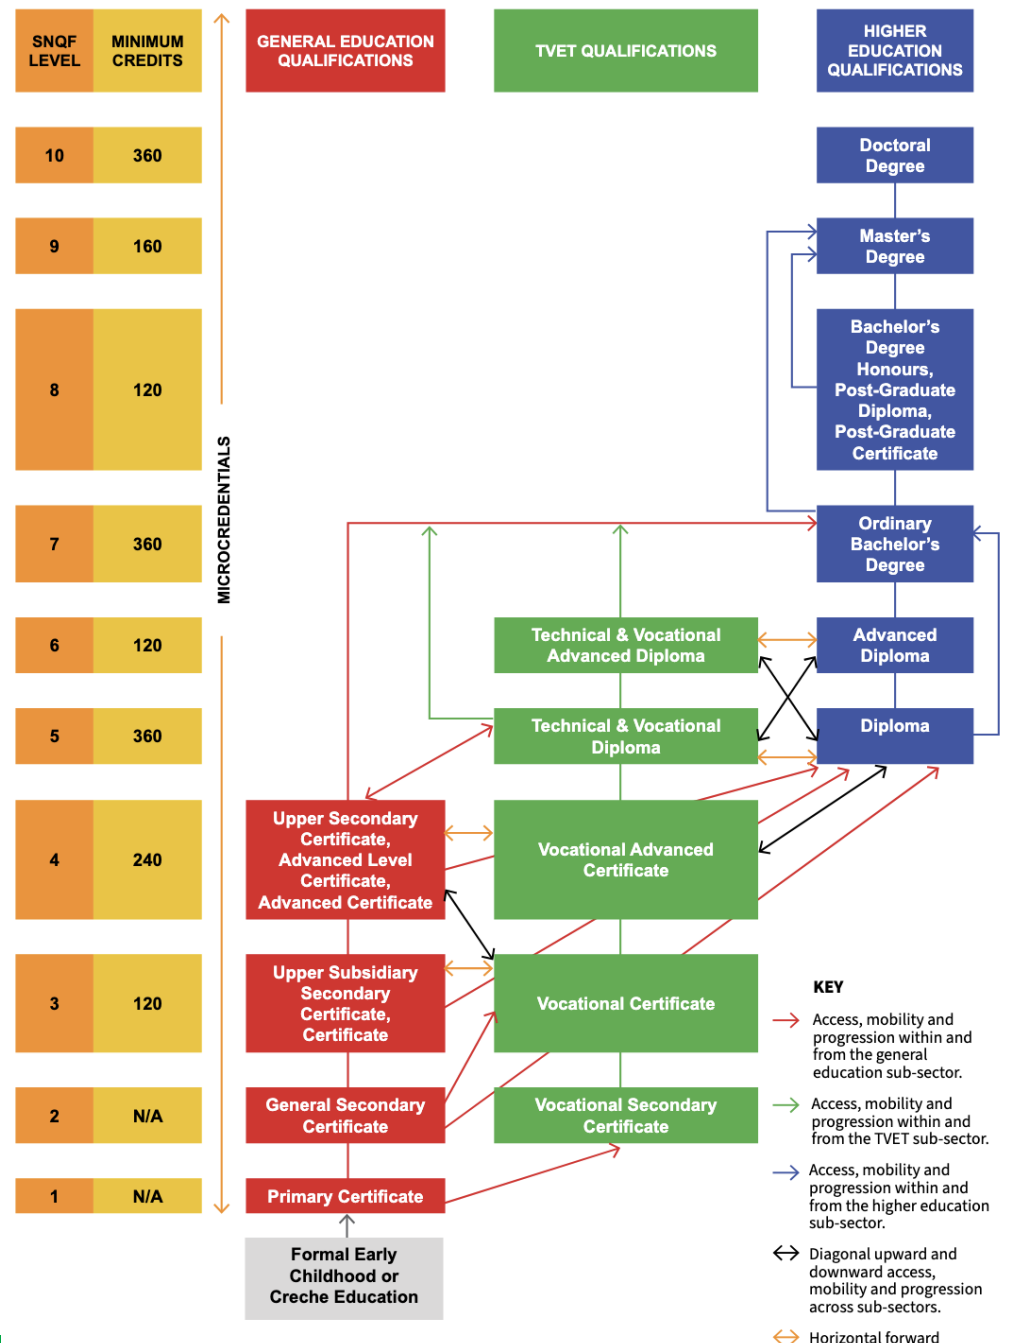 SNQF
LEVEL
MINIMUM
CREDITS
GENERAL EDUCATION
QUALIFICATIONS
TVET QUALIFICATIONS
HIGHER
EDUCATION
QUALIFICATIONS
10
360
Doctoral
Degree
9
160
Master's
Degree
8
120
Bachelor's
Degree
Honours,
Post-Graduate
Diploma,
Post-Graduate
Certificate
MICROCREDENTIALS
7
360
Ordinary
Bachelor's
Degree
6
120
Technical & Vocational
Advanced Diploma
Advanced
Diploma
5
360
Technical & Vocational
Diploma
Diploma
4
240
Upper Secondary
Certificate,
Advanced Level
Certificate,
Advanced Certificate
Vocational Advanced
Certificate
3
120
Upper Subsidiary
Secondary
Certificate,
Certificate
Vocational Certificate
2
N/A
General Secondary
Certificate
Vocational Secondary
Certificate
1
N/A
Primary Certificate
Formal Early
Childhood or
Creche Education
KEY
Access, mobility and
progression within and
from the general
education sub-sector.
Access, mobility and
progression within and
from the TVET sub-sector.
Access, mobility and
progression within and
from the higher education
sub-sector.
Diagonal upward and
downward access,
mobility and progression
across sub-sectors.
Horizontal forward